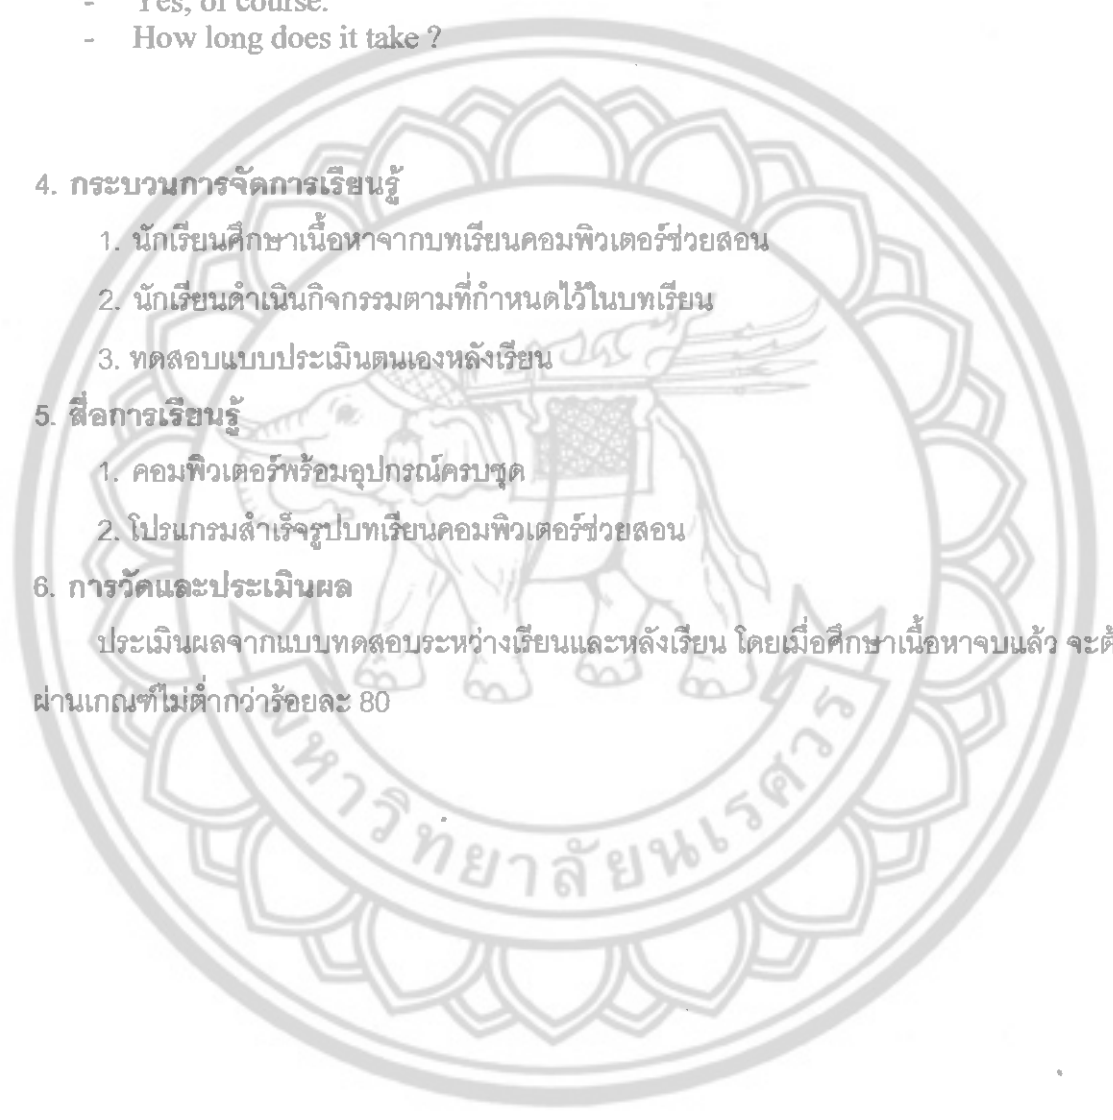 - Yes, of course.
- How long does it take ?
4. กระบวนการจัดการเรียนรู้
1. นักเรียนศึกษาเนื้อหาจากบทเรียนคอมพิวเตอร์ช่วยสอน
2. นักเรียนดำเนินกิจกรรมตามที่กำหนดไว้ในบทเรียน
3. ทดสอบแบบประเมินตนเองหลังเรียน
5. สื่อการเรียนรู้
1. คอมพิวเตอร์พร้อมอุปกรณ์ครบชุด
2. โปรแกรมสำเร็จรูปบทเรียนคอมพิวเตอร์ช่วยสอน
6. การวัดและประเมินผล
ประเมินผลจากแบบทดสอบระหว่างเรียนและหลังเรียน โดยเมื่อศึกษาเนื้อหาจบแล้ว
ผ่านเกณฑ์ไม่ต่ำกว่าร้อยละ 80
มหาวิทยาลัยนเรศวร